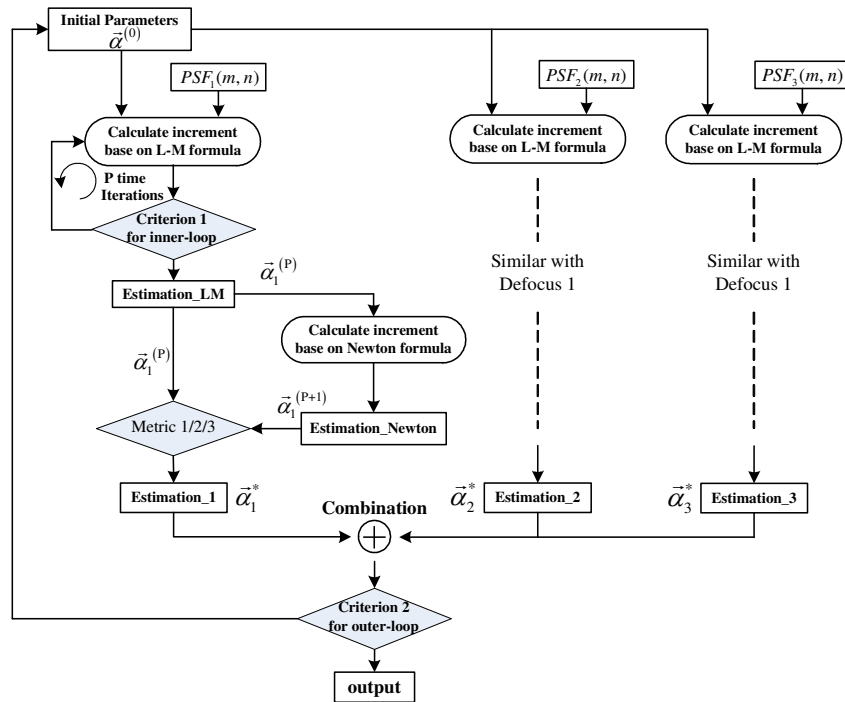 Initial Parameters
α⃗^(0)
PSF₁(m, n)
PSF₂(m, n)
PSF₃(m, n)
Calculate increment
base on L-M formula
Calculate increment
base on L-M formula
Calculate increment
base on L-M formula
P time
Iterations
Criterion 1
for inner-loop
Similar with
Defocus 1
Similar with
Defocus 1
Estimation_LM
α⃗₁^(P)
Calculate increment
base on Newton formula
α⃗₁^(P)
α⃗₁^(P+1)
Metric 1/2/3
Estimation_Newton
Estimation_1
α⃗₁^*
α⃗₂^*
Estimation_2
α⃗₃^*
Estimation_3
Combination
Criterion 2
for outer-loop
output